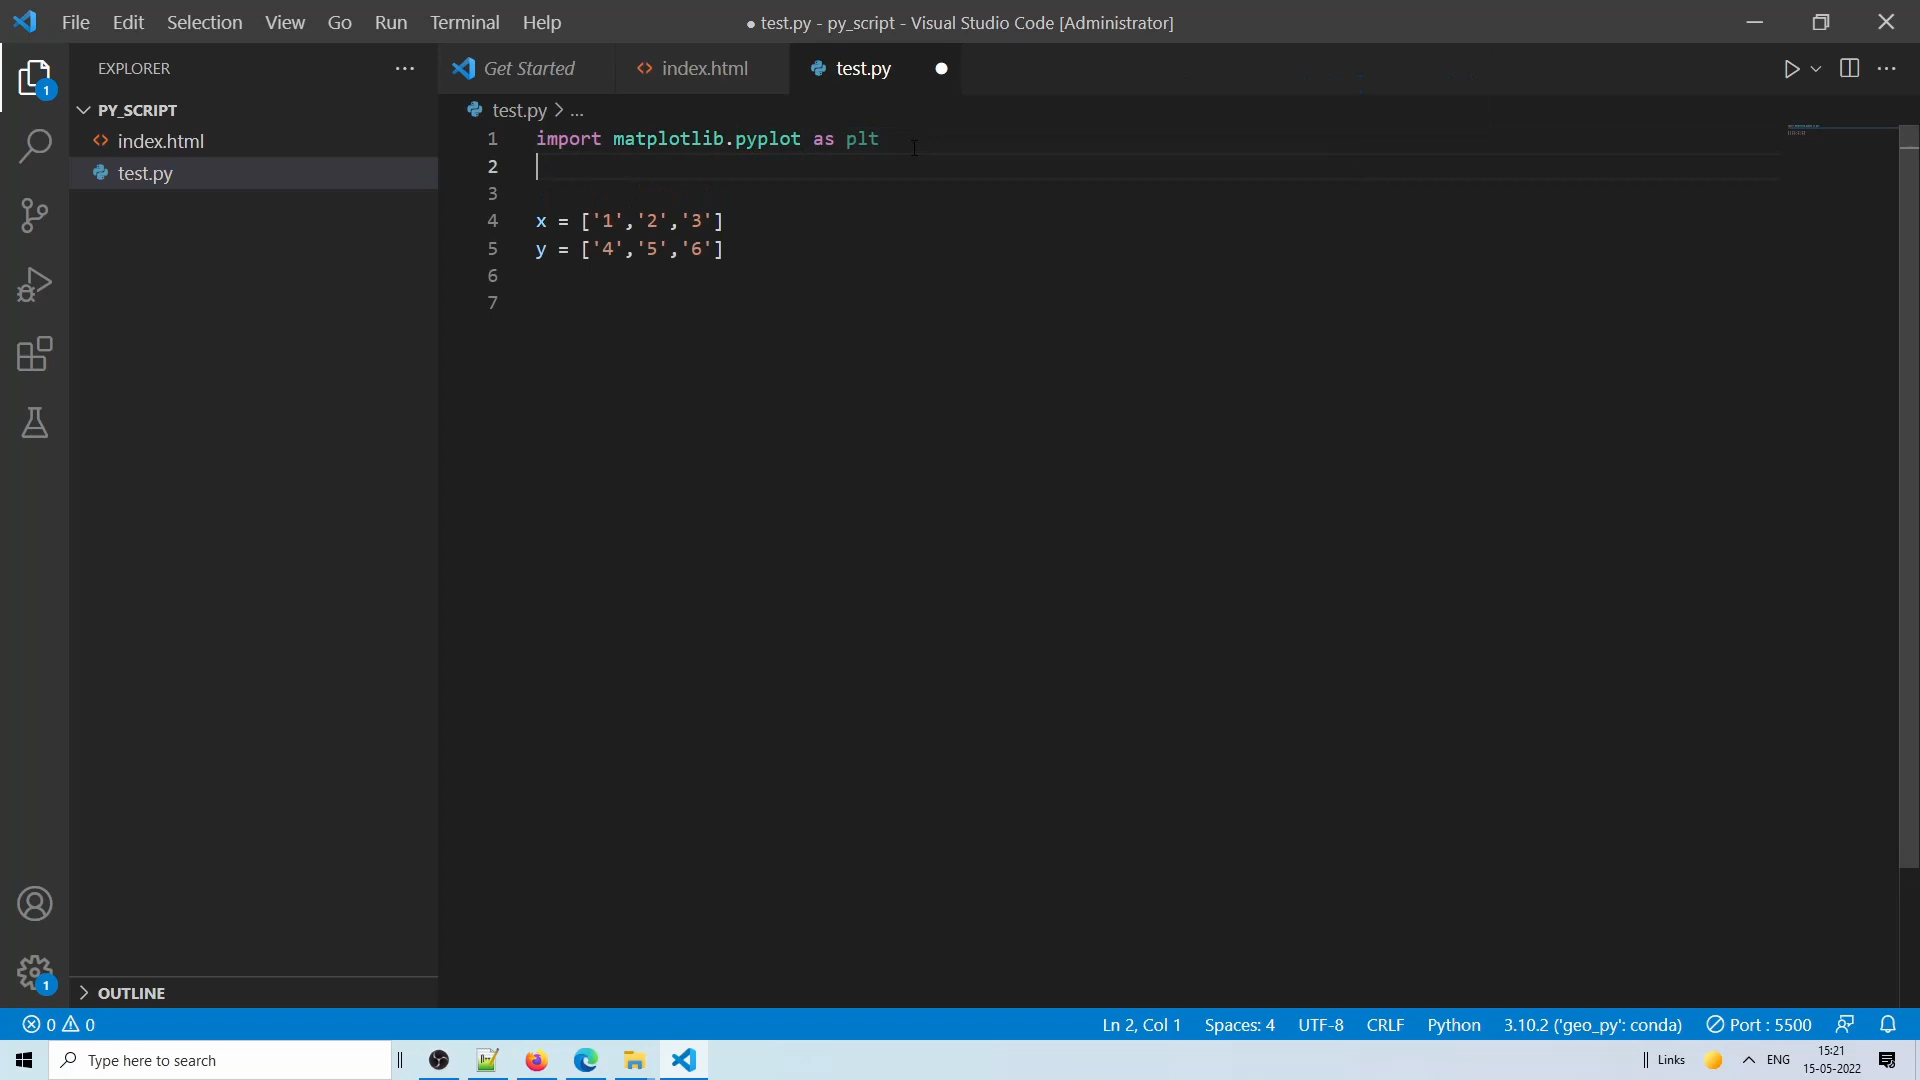 File Edit Selection View Go Run Terminal Help
● test.py - py_script - Visual Studio Code [Administrator]
EXPLORER
Get Started
index.html
test.py
1
PY_SCRIPT
index.html
test.py
test.py > ...
1 import matplotlib.pyplot as plt
2
3
4 x = ['1','2','3']
5 y = ['4','5','6']
6
7
1
OUTLINE
0 0
Ln 2, Col 1 Spaces: 4 UTF-8 CRLF Python 3.10.2 ('geo_py': conda) Port : 5500
Type here to search
Links
ENG
15:21
15-05-2022